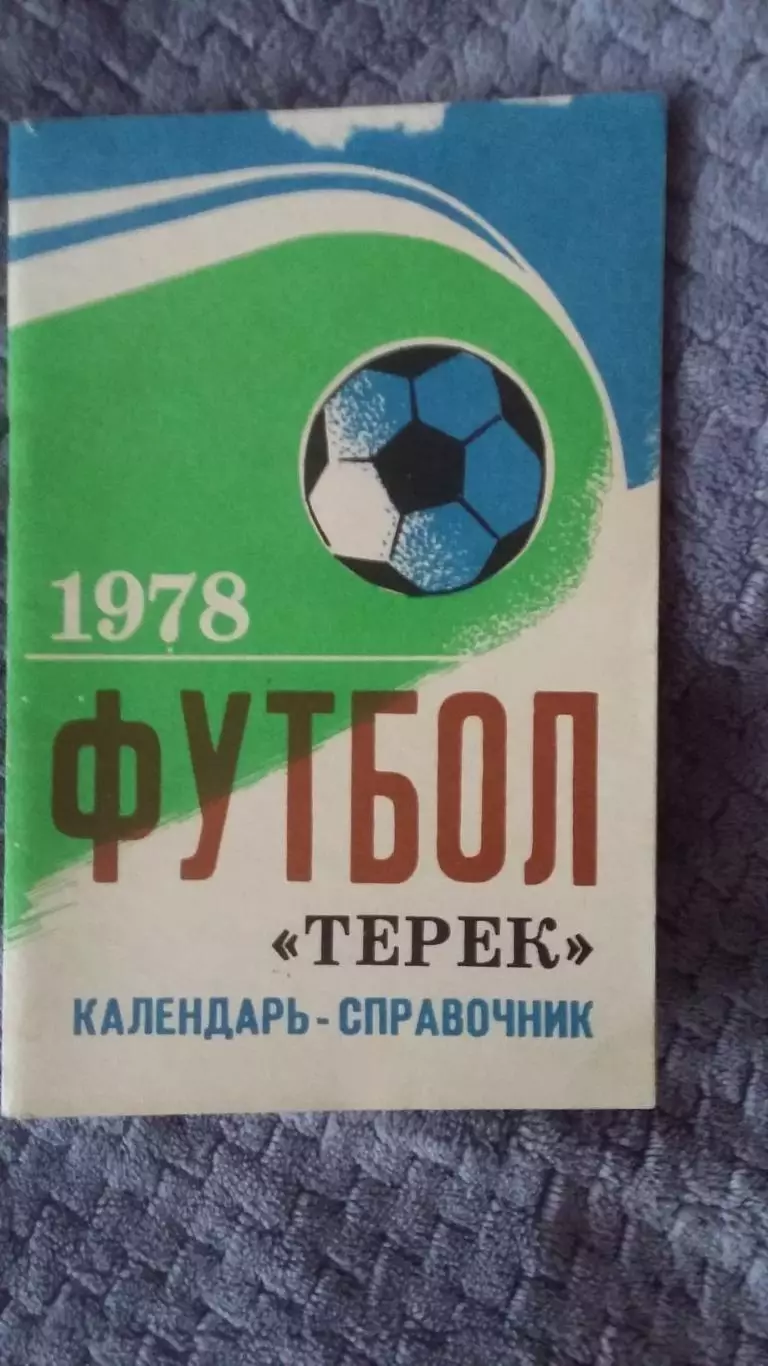 1978
ФУТБОЛ
«ТЕРЕК»
КАЛЕНДАРЬ-СПРАВОЧНИК